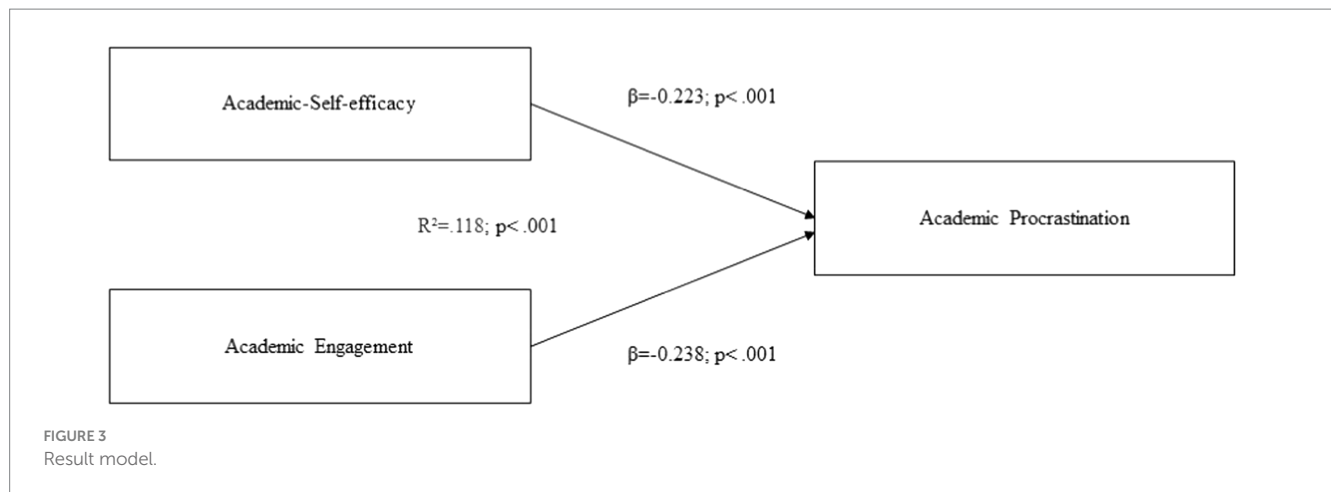 Academic-Self-efficacy
β=-0.223; p< .001
R²=.118; p< .001
Academic Procrastination
Academic Engagement
β=-0.238; p< .001
FIGURE 3
Result model.